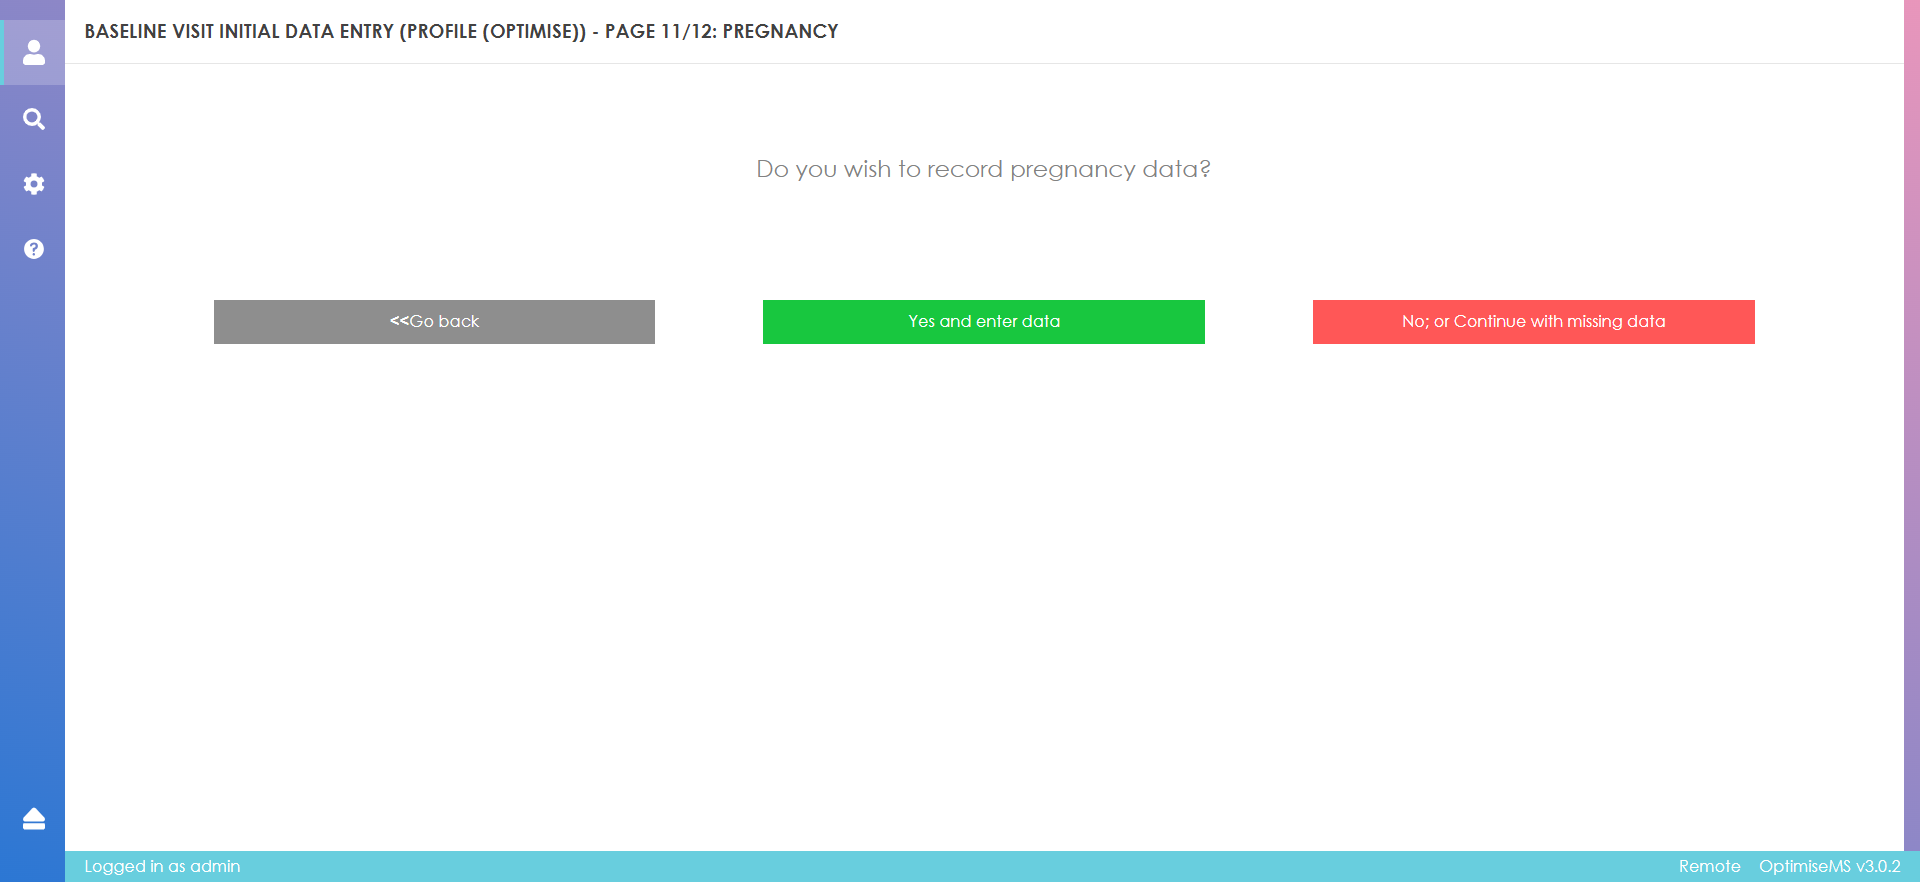 BASELINE VISIT INITIAL DATA ENTRY (PROFILE (OPTIMISE)) - PAGE 11/12: PREGNANCY
Do you wish to record pregnancy data?
<<Go back
Yes and enter data
No; or Continue with missing data
Logged in as admin
Remote OptimiseMS v3.0.2